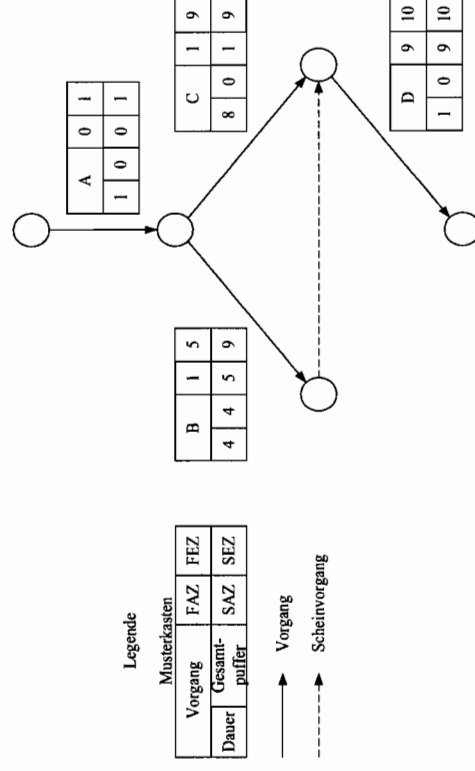 A 0 1
1 0 0 1
B 1 5
4 4 5 9
C 1 9
8 0 1 9
D 9 10
1 0 9 10
Legende
Musterkasten
Vorgang FAZ FEZ
Dauer Gesamt-
puffer SAZ SEZ
Vorgang
Scheinvorgang